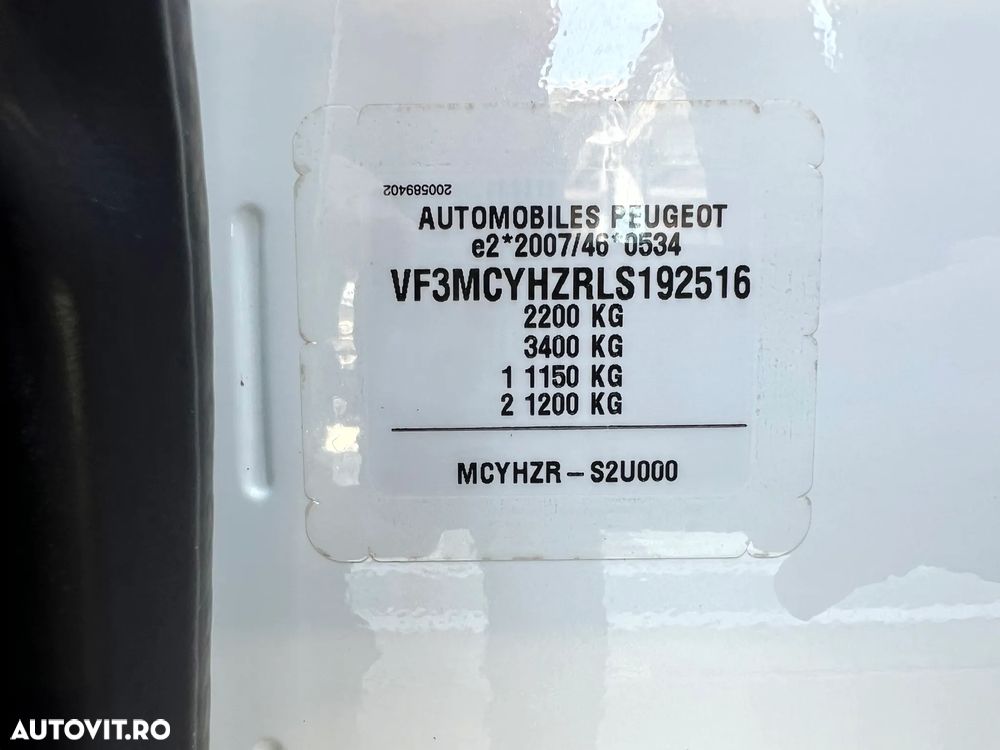 200589402
AUTOMOBILES PEUGEOT
e2*2007/46*0534
VF3MCYHZRLS192516
2200 KG
3400 KG
1 1150 KG
2 1200 KG
MCYHZR - S2U000
AUTOVIT.RO